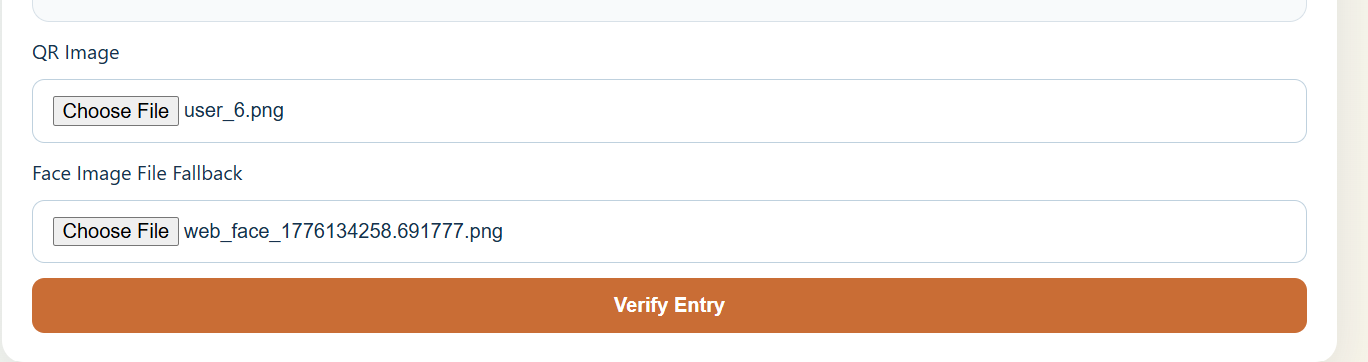 QR Image
Choose File user_6.png
Face Image File Fallback
Choose File web_face_1776134258.691777.png
Verify Entry